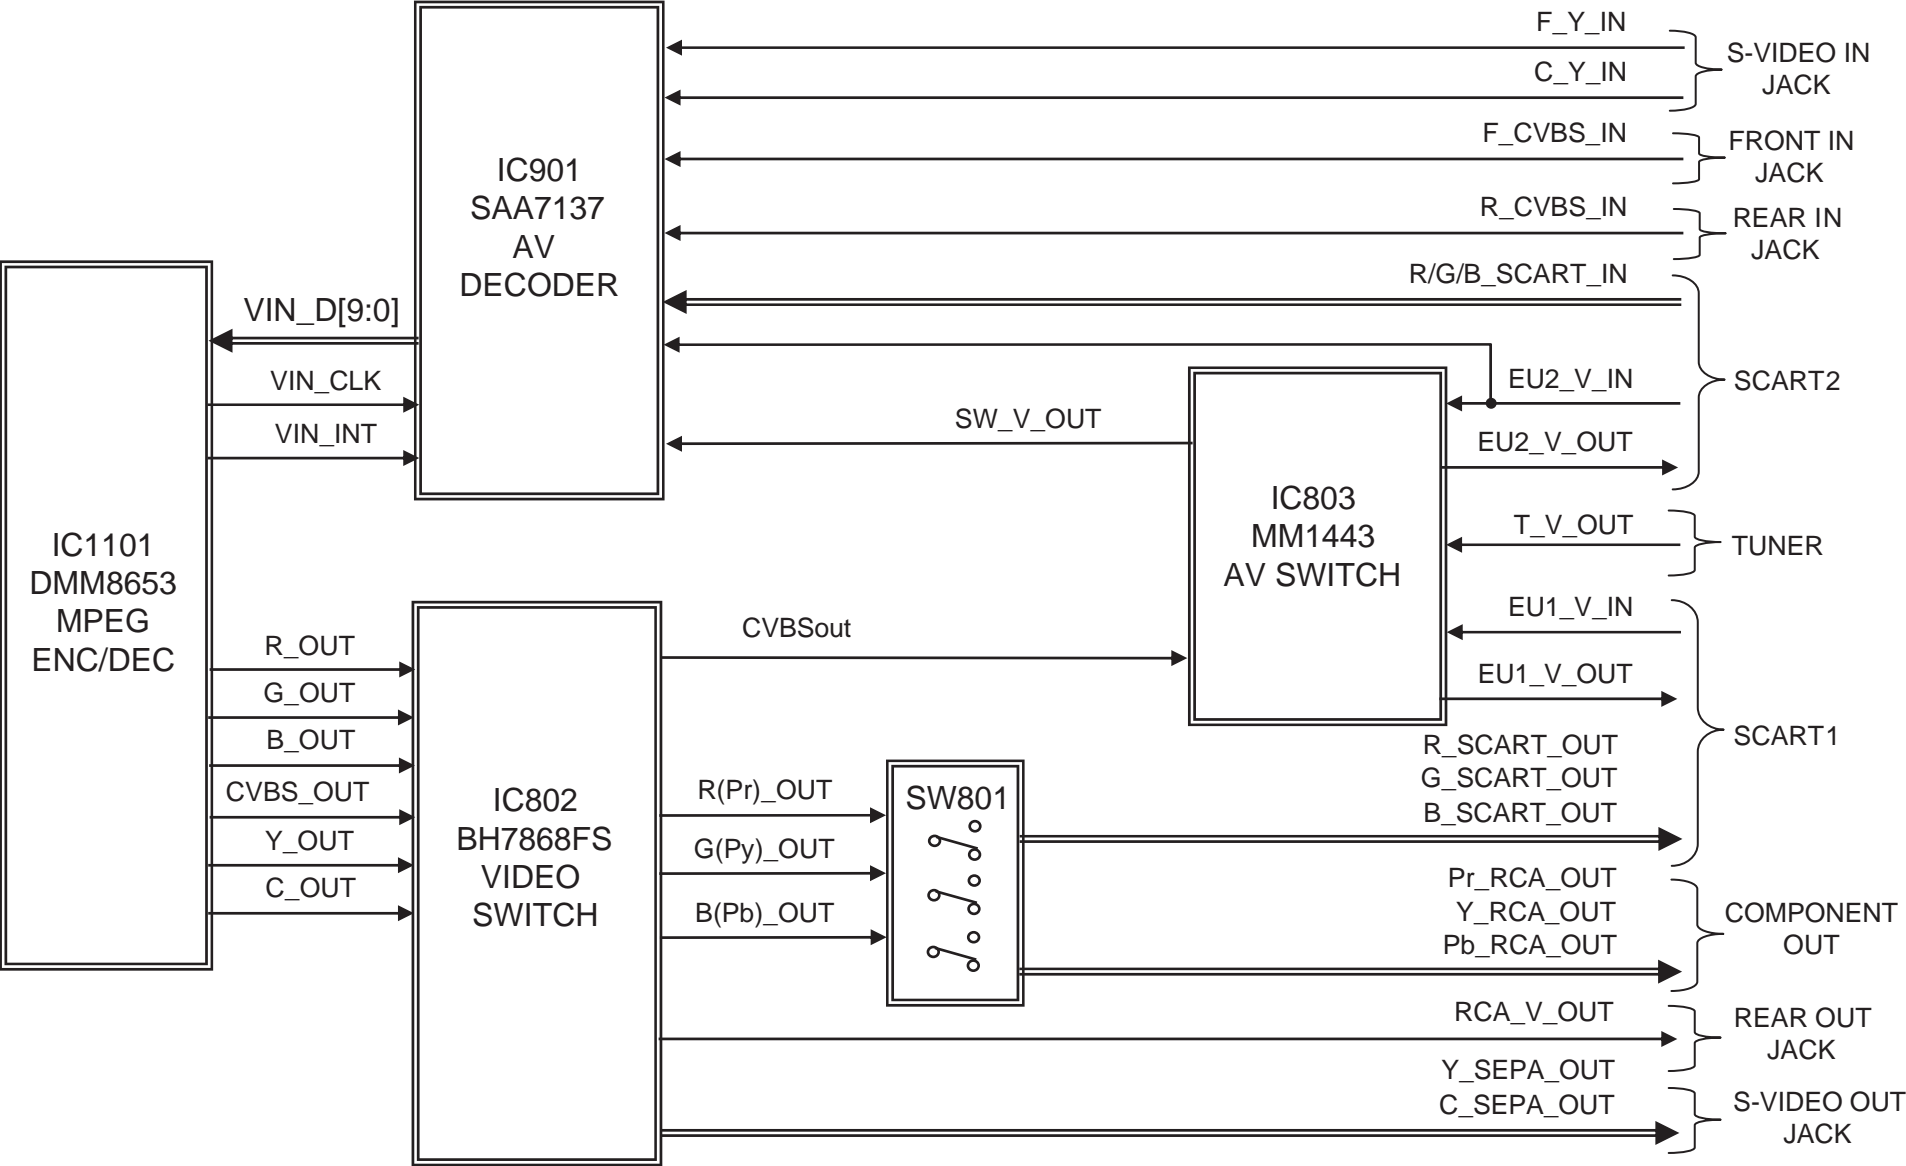 F_Y_IN
C_Y_IN
S-VIDEO IN
JACK
F_CVBS_IN
FRONT IN
JACK
R_CVBS_IN
REAR IN
JACK
R/G/B_SCART_IN
IC901
SAA7137
AV
DECODER
VIN_D[9:0]
VIN_CLK
VIN_INT
EU2_V_IN
SCART2
SW_V_OUT
EU2_V_OUT
IC803
MM1443
AV SWITCH
T_V_OUT
TUNER
IC1101
DMM8653
MPEG
ENC/DEC
EU1_V_IN
CVBSout
EU1_V_OUT
SCART1
R_OUT
G_OUT
B_OUT
CVBS_OUT
Y_OUT
C_OUT
IC802
BH7868FS
VIDEO
SWITCH
R(Pr)_OUT
G(Py)_OUT
B(Pb)_OUT
SW801
R_SCART_OUT
G_SCART_OUT
B_SCART_OUT
Pr_RCA_OUT
Y_RCA_OUT
Pb_RCA_OUT
COMPONENT
OUT
RCA_V_OUT
REAR OUT
JACK
Y_SEPA_OUT
C_SEPA_OUT
S-VIDEO OUT
JACK